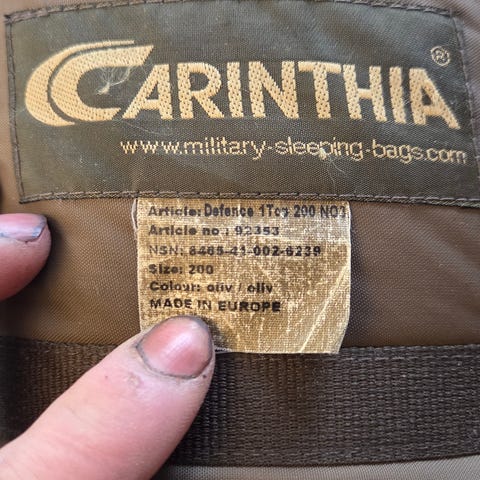 CARINTHIA ®
www.military-sleeping-bags.com
Article: Defence 1Top 200 NO1
Article no : 92353
NSN: 8465-41-002-6239
Size: 200
Colour: oliv / oliv
MADE IN EUROPE